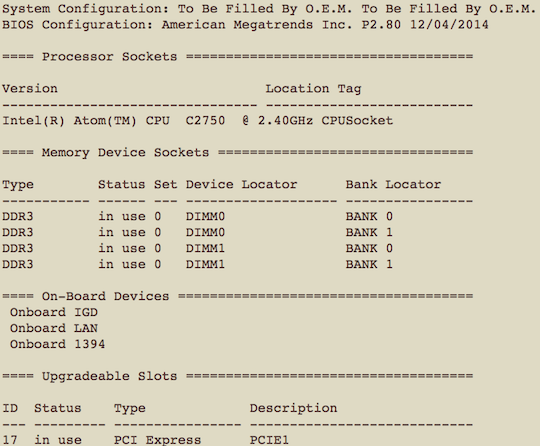 System Configuration: To Be Filled By O.E.M. To Be Filled By O.E.M.
BIOS Configuration: American Megatrends Inc. P2.80 12/04/2014
==== Processor Sockets ====================================
Version                          Location Tag
-------------------------------- --------------------------
Intel(R) Atom(TM) CPU  C2750  @ 2.40GHz CPUSocket
==== Memory Device Sockets ================================
Type        Status Set Device Locator      Bank Locator
----------- ------ --- ------------------- ----------------
DDR3        in use 0   DIMM0               BANK 0
DDR3        in use 0   DIMM0               BANK 1
DDR3        in use 0   DIMM1               BANK 0
DDR3        in use 0   DIMM1               BANK 1
==== On-Board Devices =====================================
 Onboard IGD
 Onboard LAN
 Onboard 1394
==== Upgradeable Slots ====================================
ID  Status    Type             Description
--- --------- ---------------- ----------------------------
17  in use    PCI Express      PCIE1